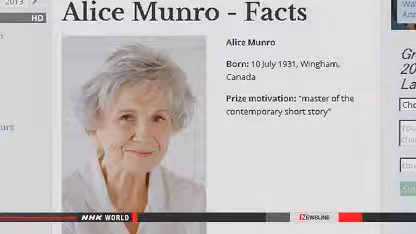 2013
HD
Alice Munro - Facts
Alice Munro
Born: 10 July 1931, Wingham,
Canada
Prize motivation: "master of the
contemporary short story"
NHK WORLD
NEWSLINE